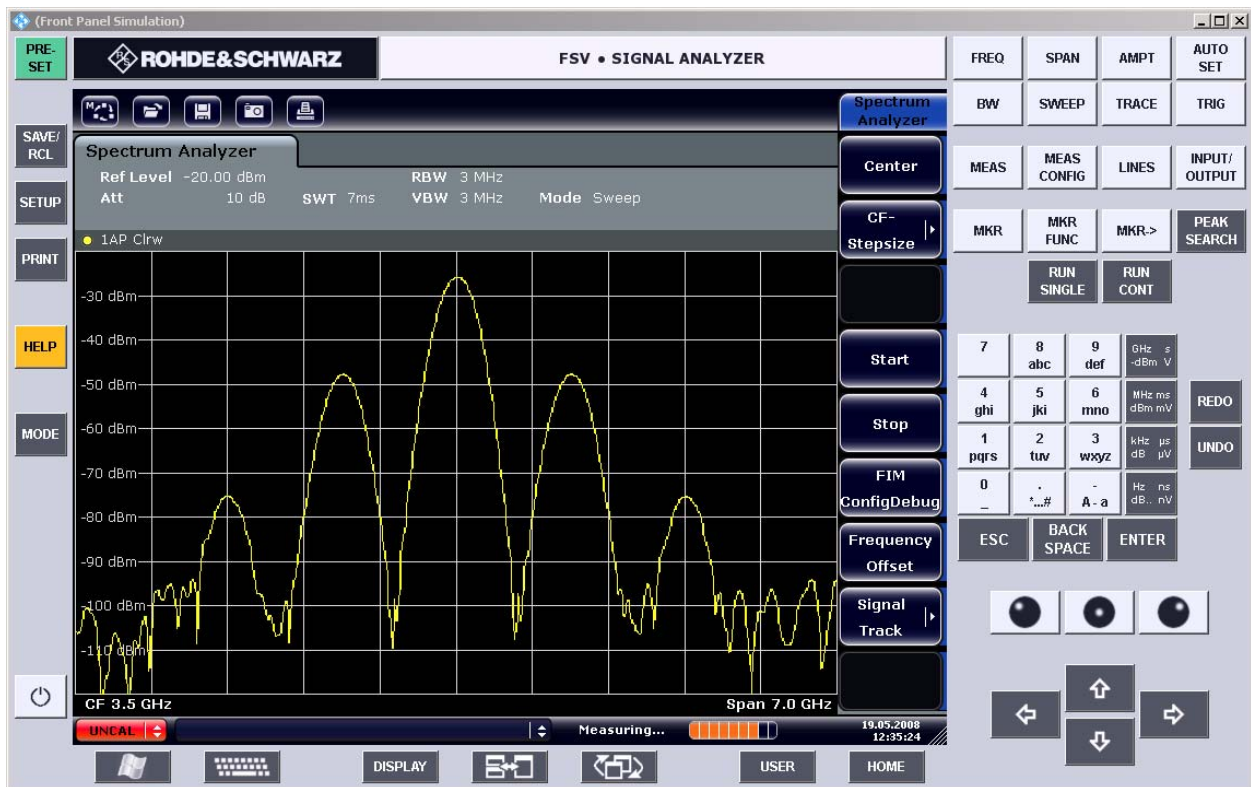 (Front Panel Simulation)
PRE-
SET
ROHDE&SCHWARZ
FSV • SIGNAL ANALYZER
FREQ
SPAN
AMPT
AUTO
SET
BW
SWEEP
TRACE
TRIG
SAVE/
RCL
Spectrum Analyzer
Spectrum
Analyzer
Ref Level -20.00 dBm
RBW 3 MHz
Att 10 dB SWT 7ms VBW 3 MHz Mode Sweep
Center
MEAS
MEAS
CONFIG
LINES
INPUT/
OUTPUT
SETUP
1AP Clrw
CF-
Stepsize
MKR
MKR
FUNC
MKR->
PEAK
SEARCH
PRINT
RUN
SINGLE
RUN
CONT
-30 dBm
-40 dBm
-50 dBm
-60 dBm
-70 dBm
-80 dBm
-90 dBm
-100 dBm
-110 dBm
HELP
MODE
Start
Stop
FIM
ConfigDebug
Frequency
Offset
Signal
Track
7
8
abc
9
def
GHz s
-dBm V
4
ghi
5
jkl
6
mno
MHz ms
dBm mV
REDO
1
pqrs
2
tuv
3
wxyz
kHz µs
dB µV
UNDO
0
_
.
*...#
-
A - a
Hz ns
dB.. nV
ESC
BACK
SPACE
ENTER
CF 3.5 GHz
Span 7.0 GHz
UNCAL
Measuring...
19.05.2008
12:35:24
DISPLAY
USER
HOME